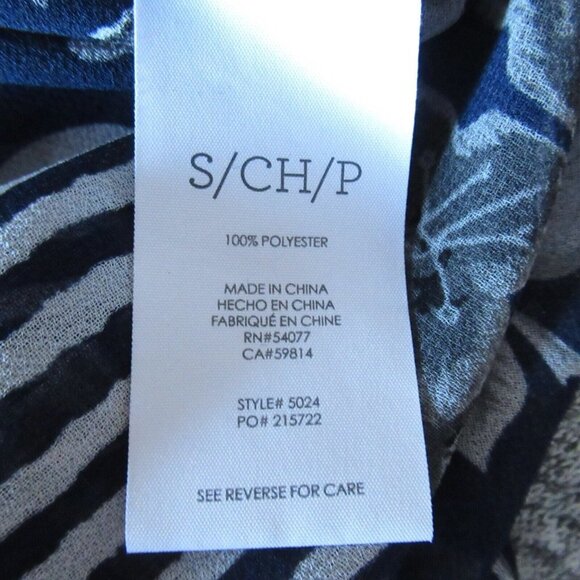 S/CH/P
100% POLYESTER
MADE IN CHINA
HECHO EN CHINA
FABRIQUÉ EN CHINE
RN#54077
CA#59814
STYLE# 5024
PO# 215722
SEE REVERSE FOR CARE